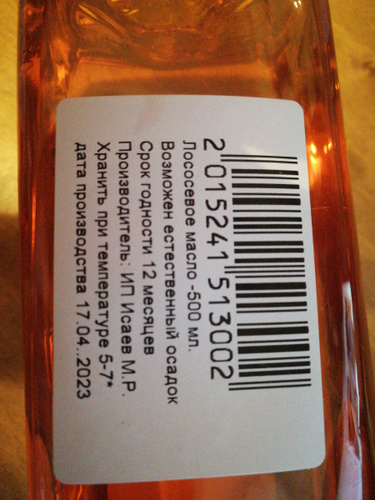 2 015241 513002
Лососевое масло -500 мл.
Возможен естественный осадок
Срок годности 12 месяцев
Производитель: ИП Исаев М.Р.
Хранить при температуре 5-7*
дата производства 17.04..2023